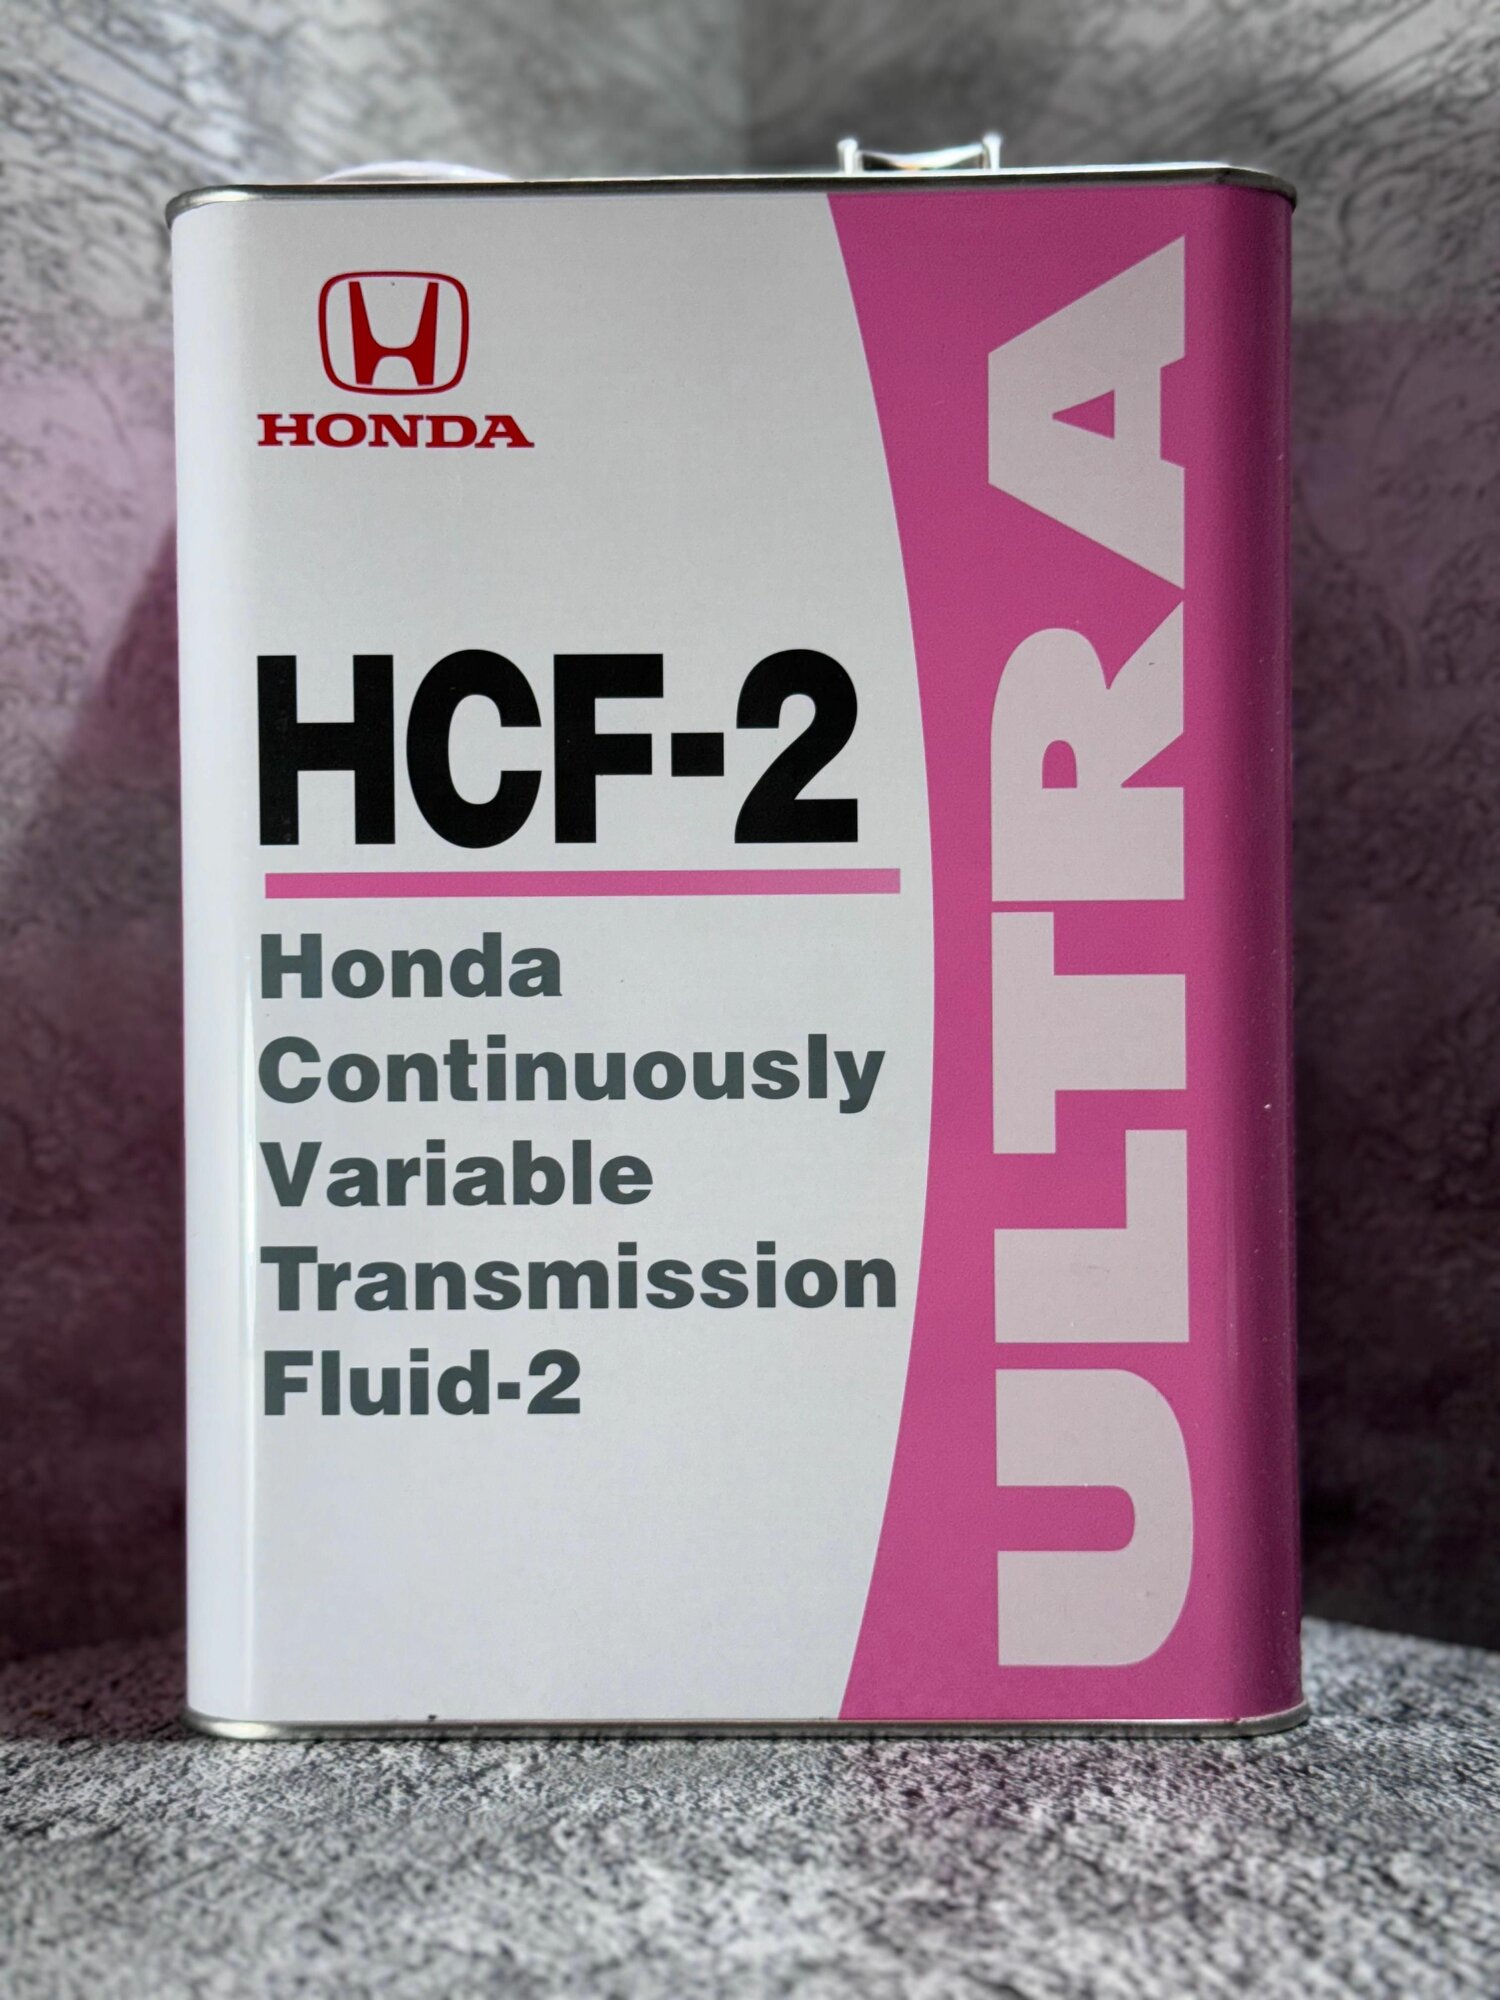 HONDA
HCF-2
Honda
Continuously
Variable
Transmission
Fluid-2
ULTRA